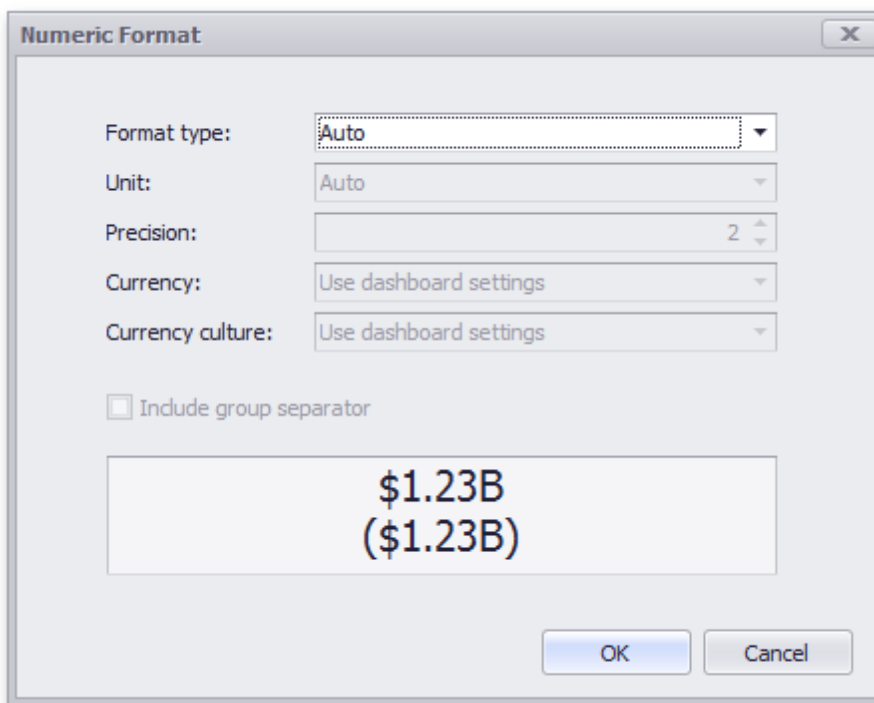 Numeric Format
Format type: Auto
Unit: Auto
Precision: 2
Currency: Use dashboard settings
Currency culture: Use dashboard settings
Include group separator
$1.23B
($1.23B)
OK Cancel